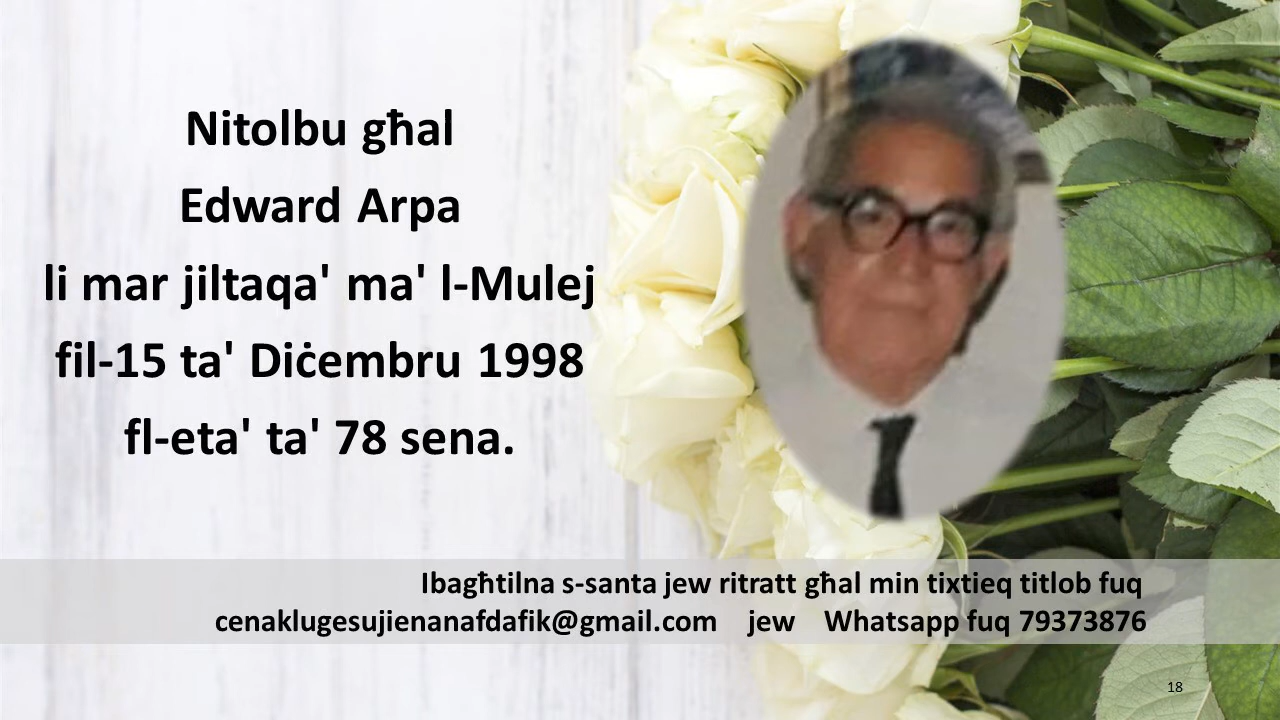 Nitolbu għal
Edward Arpa
li mar jiltaqa' ma' l-Mulej
fil-15 ta' Diċembru 1998
fl-eta' ta' 78 sena.
Ibagħtilna s-santa jew ritratt għal min tixtieq titlob fuq
cenaklugesujienanafdafik@gmail.com jew Whatsapp fuq 79373876
18